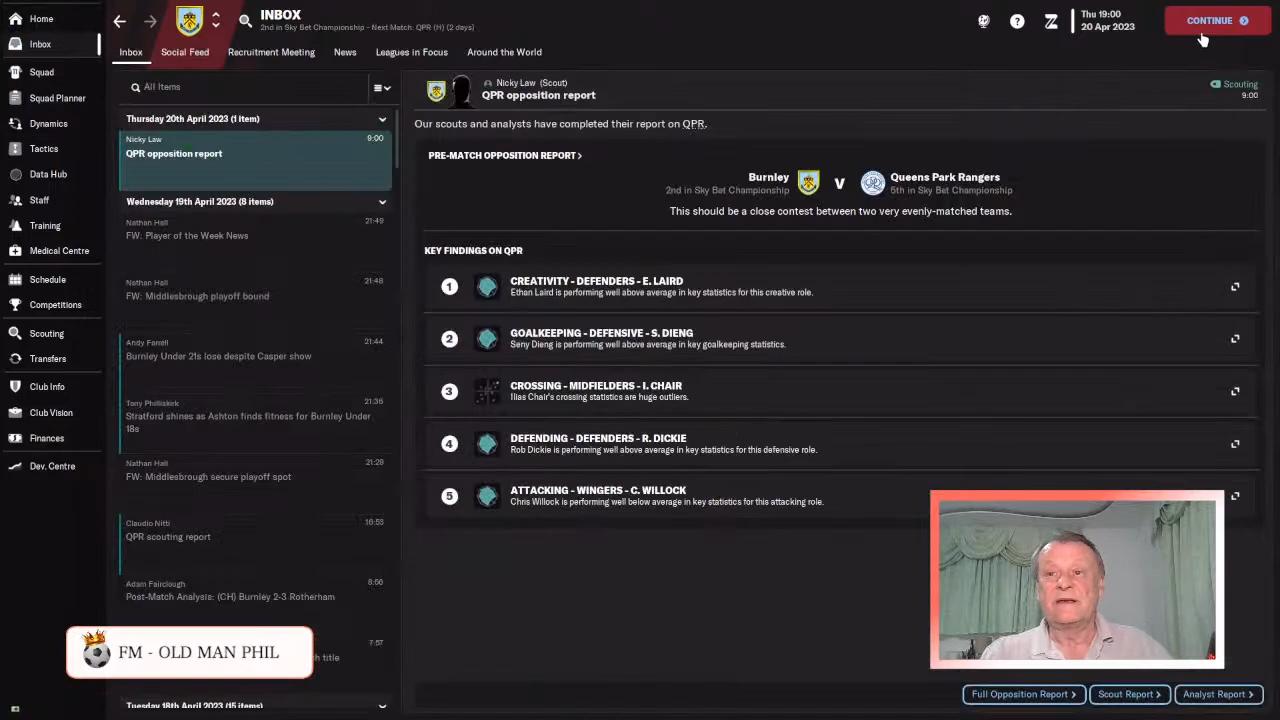 Home
Inbox
Squad
Squad Planner
Dynamics
Tactics
Data Hub
Staff
Training
Medical Centre
Schedule
Competitions
Scouting
Transfers
Club Info
Club Vision
Finances
Dev. Centre
INBOX
2nd in Sky Bet Championship - Next Match: QPR (H) (2 days)
Thu 19:00
20 Apr 2023
CONTINUE
Inbox Social Feed Recruitment Meeting News Leagues in Focus Around the World
All Items
Thursday 20th April 2023 (1 item)
Nicky Law 9:00
QPR opposition report
Wednesday 19th April 2023 (8 items)
Nathan Hall 21:49
FW: Player of the Week News
Nathan Hall 21:48
FW: Middlesbrough playoff bound
Andy Farrell 21:44
Burnley Under 21s lose despite Casper show
Tony Philliskirk 21:36
Stratford shines as Ashton finds fitness for Burnley Under
18s
Nathan Hall 21:29
FW: Middlesbrough secure playoff spot
Claudio Nitti 16:53
QPR scouting report
Adam Fairclough 8:56
Post-Match Analysis: (CH) Burnley 2-3 Rotherham
7:57
title
Tuesday 18th April 2023 (15 items)
Nicky Law (Scout)
QPR opposition report
Scouting
9:00
Our scouts and analysts have completed their report on QPR.
PRE-MATCH OPPOSITION REPORT >
Burnley
2nd in Sky Bet Championship
v
Queens Park Rangers
5th in Sky Bet Championship
This should be a close contest between two very evenly-matched teams.
KEY FINDINGS ON QPR
1 CREATIVITY - DEFENDERS - E. LAIRD
Ethan Laird is performing well above average in key statistics for this creative role.
2 GOALKEEPING - DEFENSIVE - S. DIENG
Seny Dieng is performing well above average in key goalkeeping statistics.
3 CROSSING - MIDFIELDERS - I. CHAIR
Ilias Chair's crossing statistics are huge outliers.
4 DEFENDING - DEFENDERS - R. DICKIE
Rob Dickie is performing well above average in key statistics for this defensive role.
5 ATTACKING - WINGERS - C. WILLOCK
Chris Willock is performing well below average in key statistics for this attacking role.
FM - OLD MAN PHIL
Full Opposition Report > Scout Report > Analyst Report >